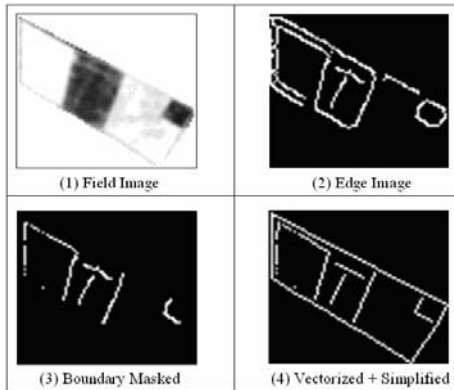 (1) Field Image
(2) Edge Image
(3) Boundary Masked
(4) Vectorized + Simplified